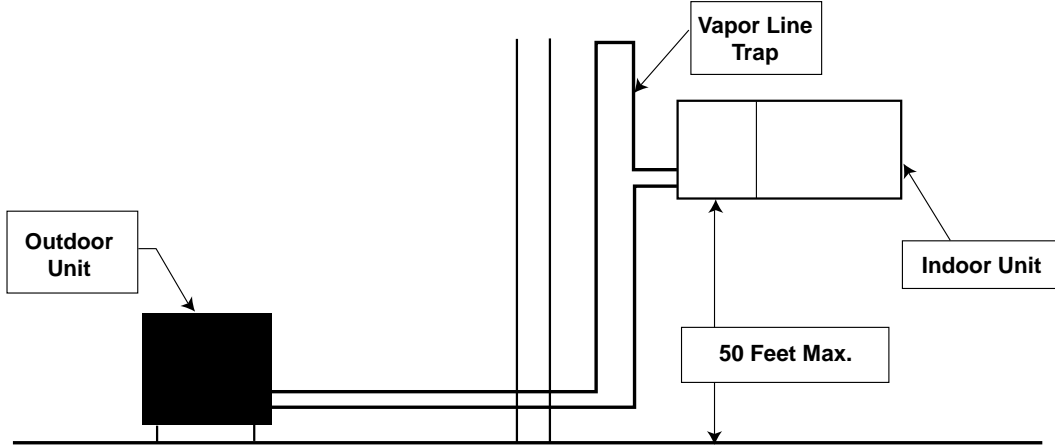 Vapor Line
Trap
Outdoor
Unit
Indoor Unit
50 Feet Max.